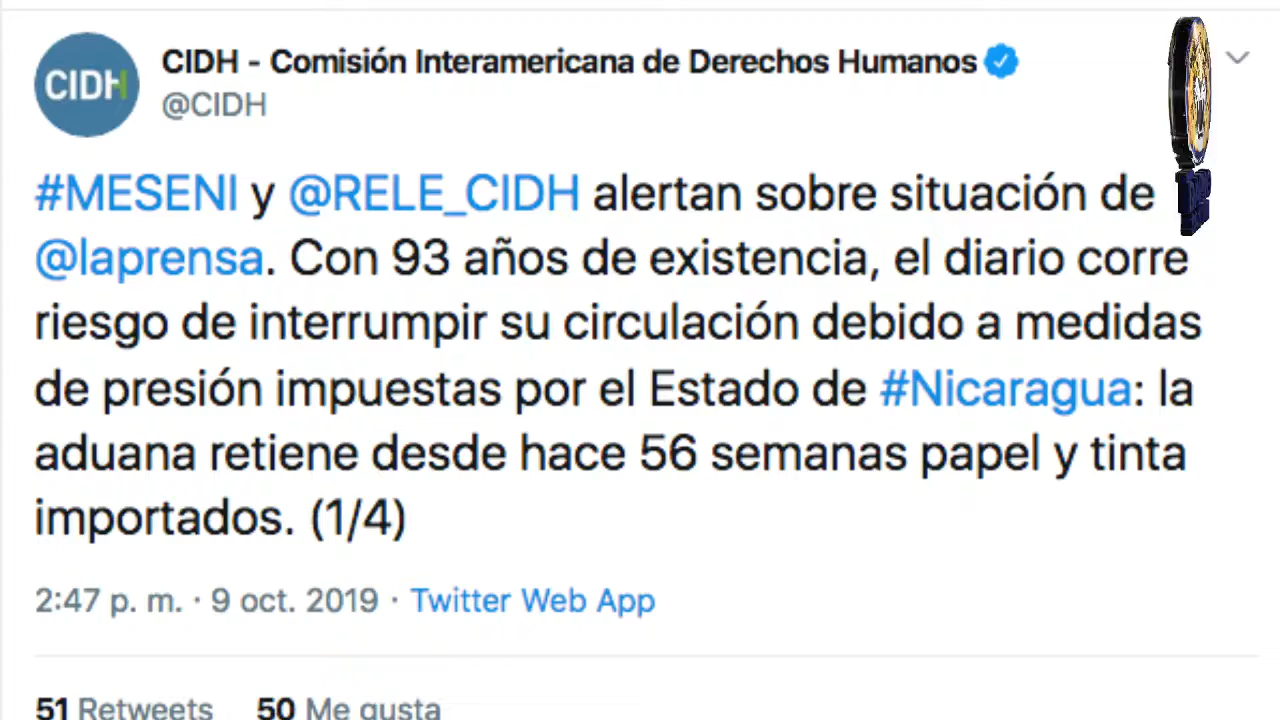 CIDH
CIDH - Comisión Interamericana de Derechos Humanos
@CIDH
#MESENI y @RELE_CIDH alertan sobre situación de
@laprensa. Con 93 años de existencia, el diario corre
riesgo de interrumpir su circulación debido a medidas
de presión impuestas por el Estado de #Nicaragua: la
aduana retiene desde hace 56 semanas papel y tinta
importados. (1/4)
2:47 p. m. · 9 oct. 2019 · Twitter Web App
51 Retweets 50 Me gusta